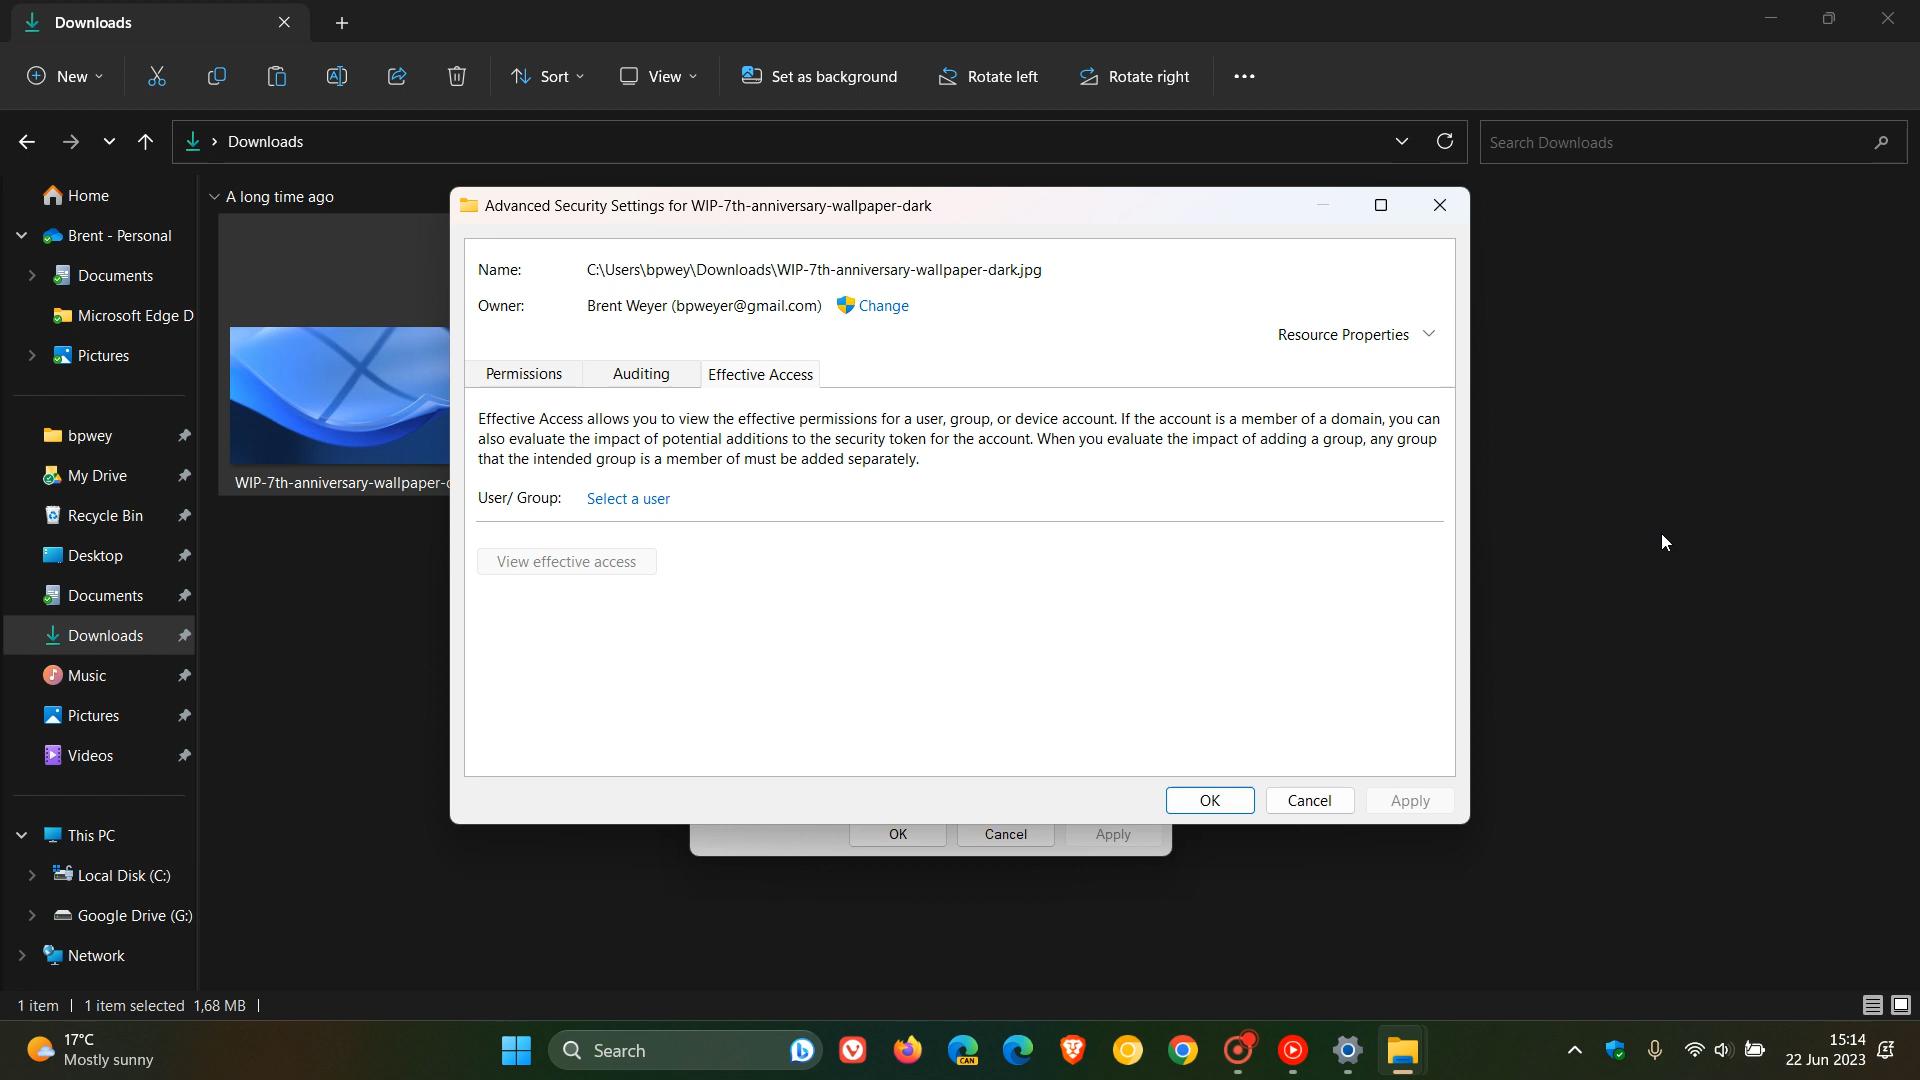 Downloads
New
Sort
View
Set as background
Rotate left
Rotate right
Downloads
Search Downloads
Home
Brent - Personal
Documents
Microsoft Edge D
Pictures
bpwey
My Drive
Recycle Bin
Desktop
Documents
Downloads
Music
Pictures
Videos
This PC
Local Disk (C:)
Google Drive (G:)
Network
A long time ago
WIP-7th-anniversary-wallpaper-
Advanced Security Settings for WIP-7th-anniversary-wallpaper-dark
Name: C:\Users\bpwey\Downloads\WIP-7th-anniversary-wallpaper-dark.jpg
Owner: Brent Weyer (bpweyer@gmail.com) Change
Resource Properties
Permissions Auditing Effective Access
Effective Access allows you to view the effective permissions for a user, group, or device account. If the account is a member of a domain, you can
also evaluate the impact of potential additions to the security token for the account. When you evaluate the impact of adding a group, any group
that the intended group is a member of must be added separately.
User/ Group: Select a user
View effective access
OK Cancel Apply
OK Cancel Apply
1 item 1 item selected 1,68 MB
17°C
Mostly sunny
Search
CAN
15:14
22 Jun 2023